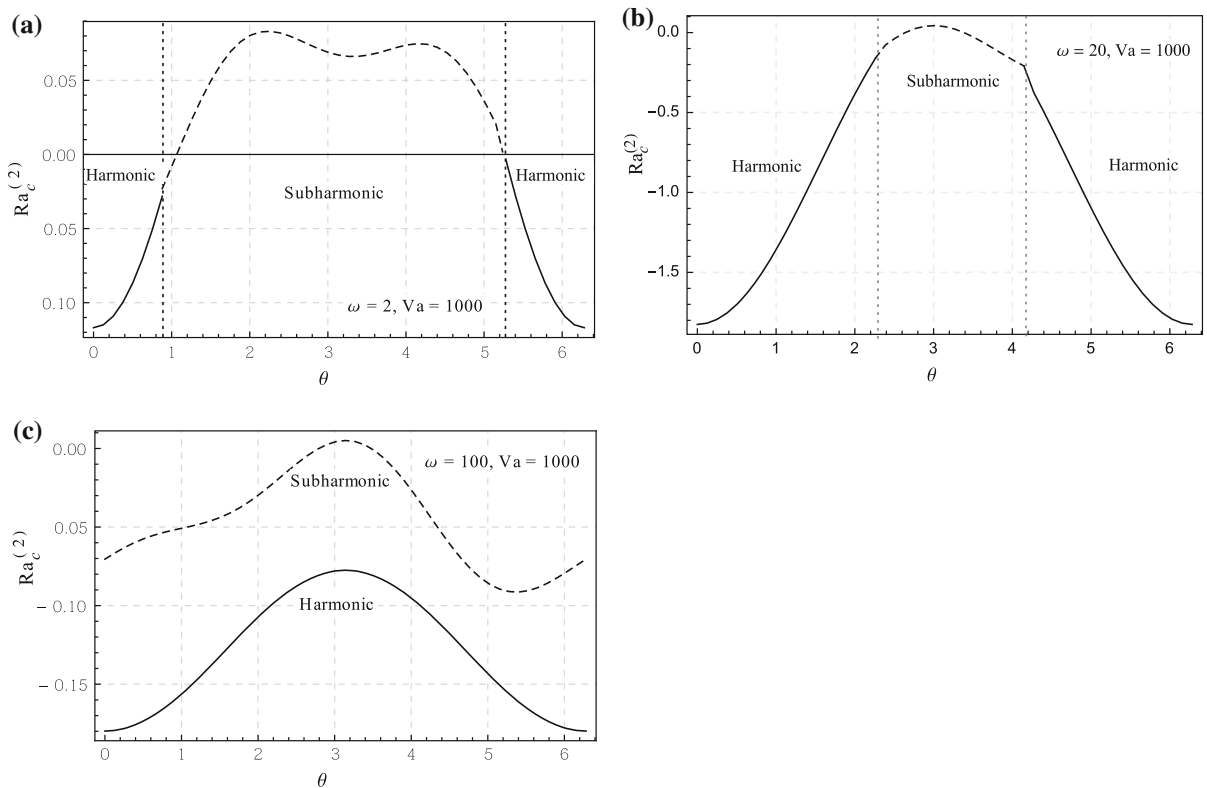 (a)
0.05
0.00
0.05
0.10
Ra_c^(2)
Harmonic
Subharmonic
Harmonic
ω = 2, Va = 1000
0 1 2 3 4 5 6
θ
(b)
0.0
−0.5
−1.0
−1.5
Ra_c^(2)
ω = 20, Va = 1000
Subharmonic
Harmonic
Harmonic
0 1 2 3 4 5 6
θ
(c)
0.00
0.05
− 0.10
− 0.15
Ra_c^(2)
ω = 100, Va = 1000
Subharmonic
Harmonic
0 1 2 3 4 5 6
θ